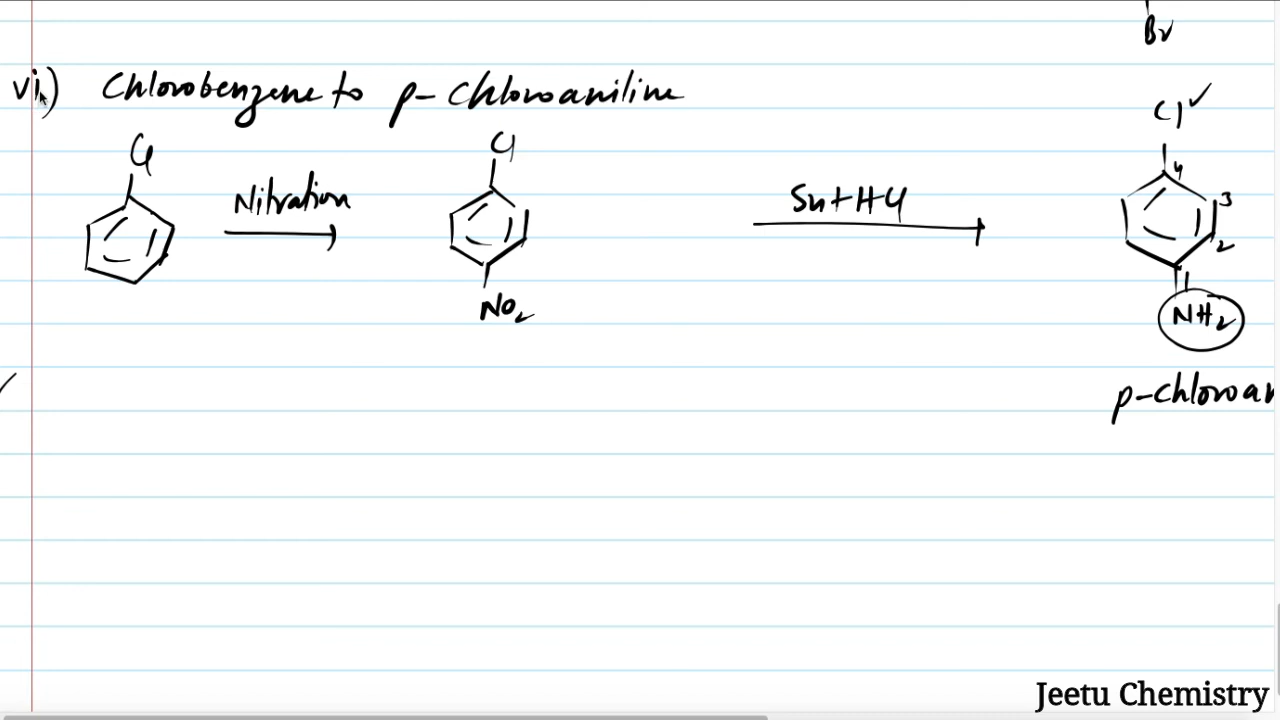 Br
vi) Chlorobenzene to p-chloroaniline
Cl Nitration Cl Sn+HCl Cl
4 3 2 1
NO2 NH2
p-chloroan
Jeetu Chemistry